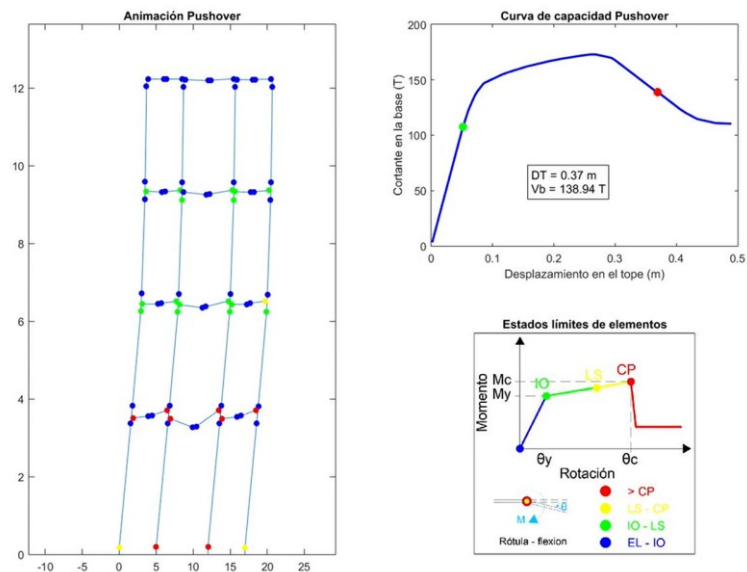 Animación Pushover
12
10
8
6
4
2
0
-10
-5
0
5
10
15
20
25
Curva de capacidad Pushover
Cortante en la base (T)
200
150
100
50
0
DT = 0.37 m
Vb = 138.94 T
0
0.1
0.2
0.3
0.4
0.5
0.6
Desplazamiento en el tope (m)
Estados límites de elementos
Momento
Mc
My
IO
LS
CP
θy
θc
Rotación
θ
M
Rótula - flexion
> CP
LS - CP
IO - LS
EL - IO